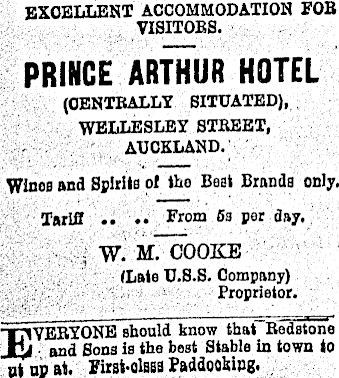 EXCELLENT ACCOMMODATION FOR
VISITORS.
PRINCE ARTHUR HOTEL
(CENTRALLY SITUATED),
WELLESLEY STREET,
AUCKLAND.
Wines and Spirits of the Best Brands only.
Tariff .. .. From 5s per day.
W. M. COOKE
(Late U.S.S. Company)
Proprietor.
EVERYONE should know that Redstone
and Sons is the best Stable in town to
put up at. First-class Paddocking.